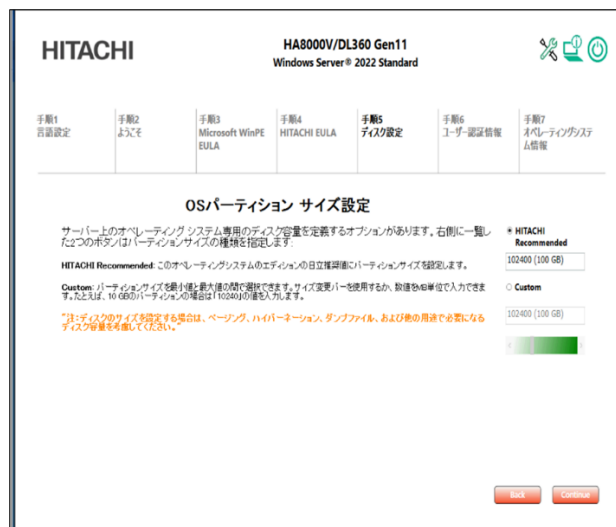 HITACHI
HA8000V/DL360 Gen11
Windows Server® 2022 Standard
手順1
言語設定
手順2
ようこそ
手順3
Microsoft WinPE
EULA
手順4
HITACHI EULA
手順5
ディスク設定
手順6
ユーザー認証情報
手順7
オペレーティングシステ
ム情報
OSパーティション サイズ設定
サーバー上のオペレーティング システム専用のディスク容量を定義するオプションがあります。右側に一覧し
た2つのボタンはパーティションサイズの種類を指定します:
HITACHI Recommended: このオペレーティングシステムのエディションの日立推奨値にパーティションサイズを設定します。
Custom: パーティションサイズを最小値と最大値の間で選択できます。サイズ変更バーを使用するか、数値をMB単位で入力できま
す。たとえば、10 GBのパーティションの場合は「10240」の値を入力します。
"注:ディスクのサイズを設定する場合は、ページング、ハイバーネーション、ダンプファイル、および他の用途で必要になる
ディスク容量を考慮してください。"
HITACHI
Recommended
102400 (100 GB)
Custom
102400 (100 GB)
Back
Continue